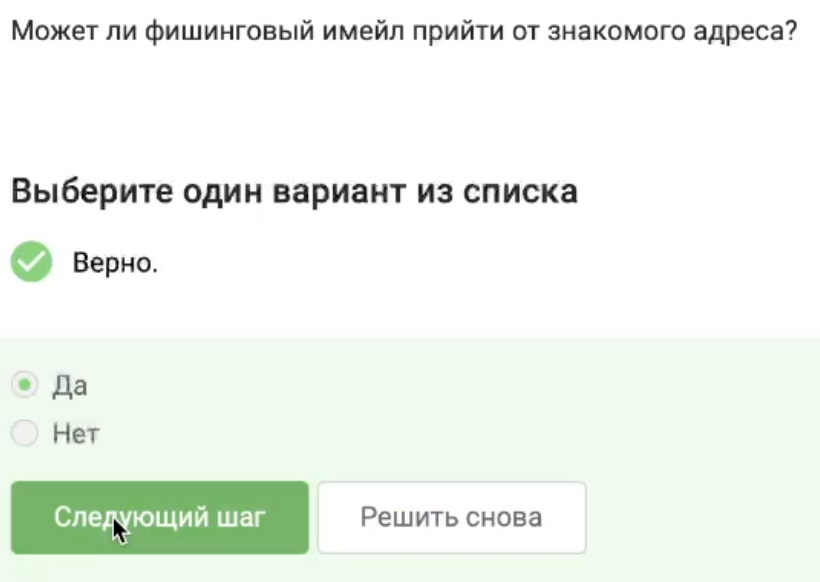 Может ли фишинговый имейл прийти от знакомого адреса?
Выберите один вариант из списка
Верно.
Да
Нет
Следующий шаг
Решить снова